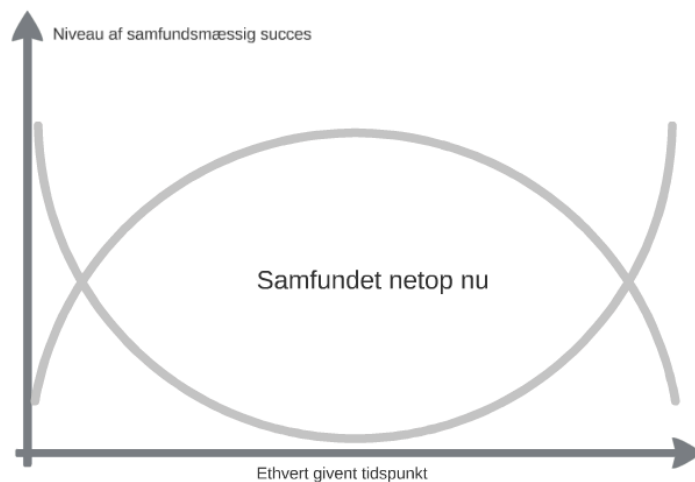 Niveau af samfundsmæssig succes
Samfundet netop nu
Ethvert givent tidspunkt